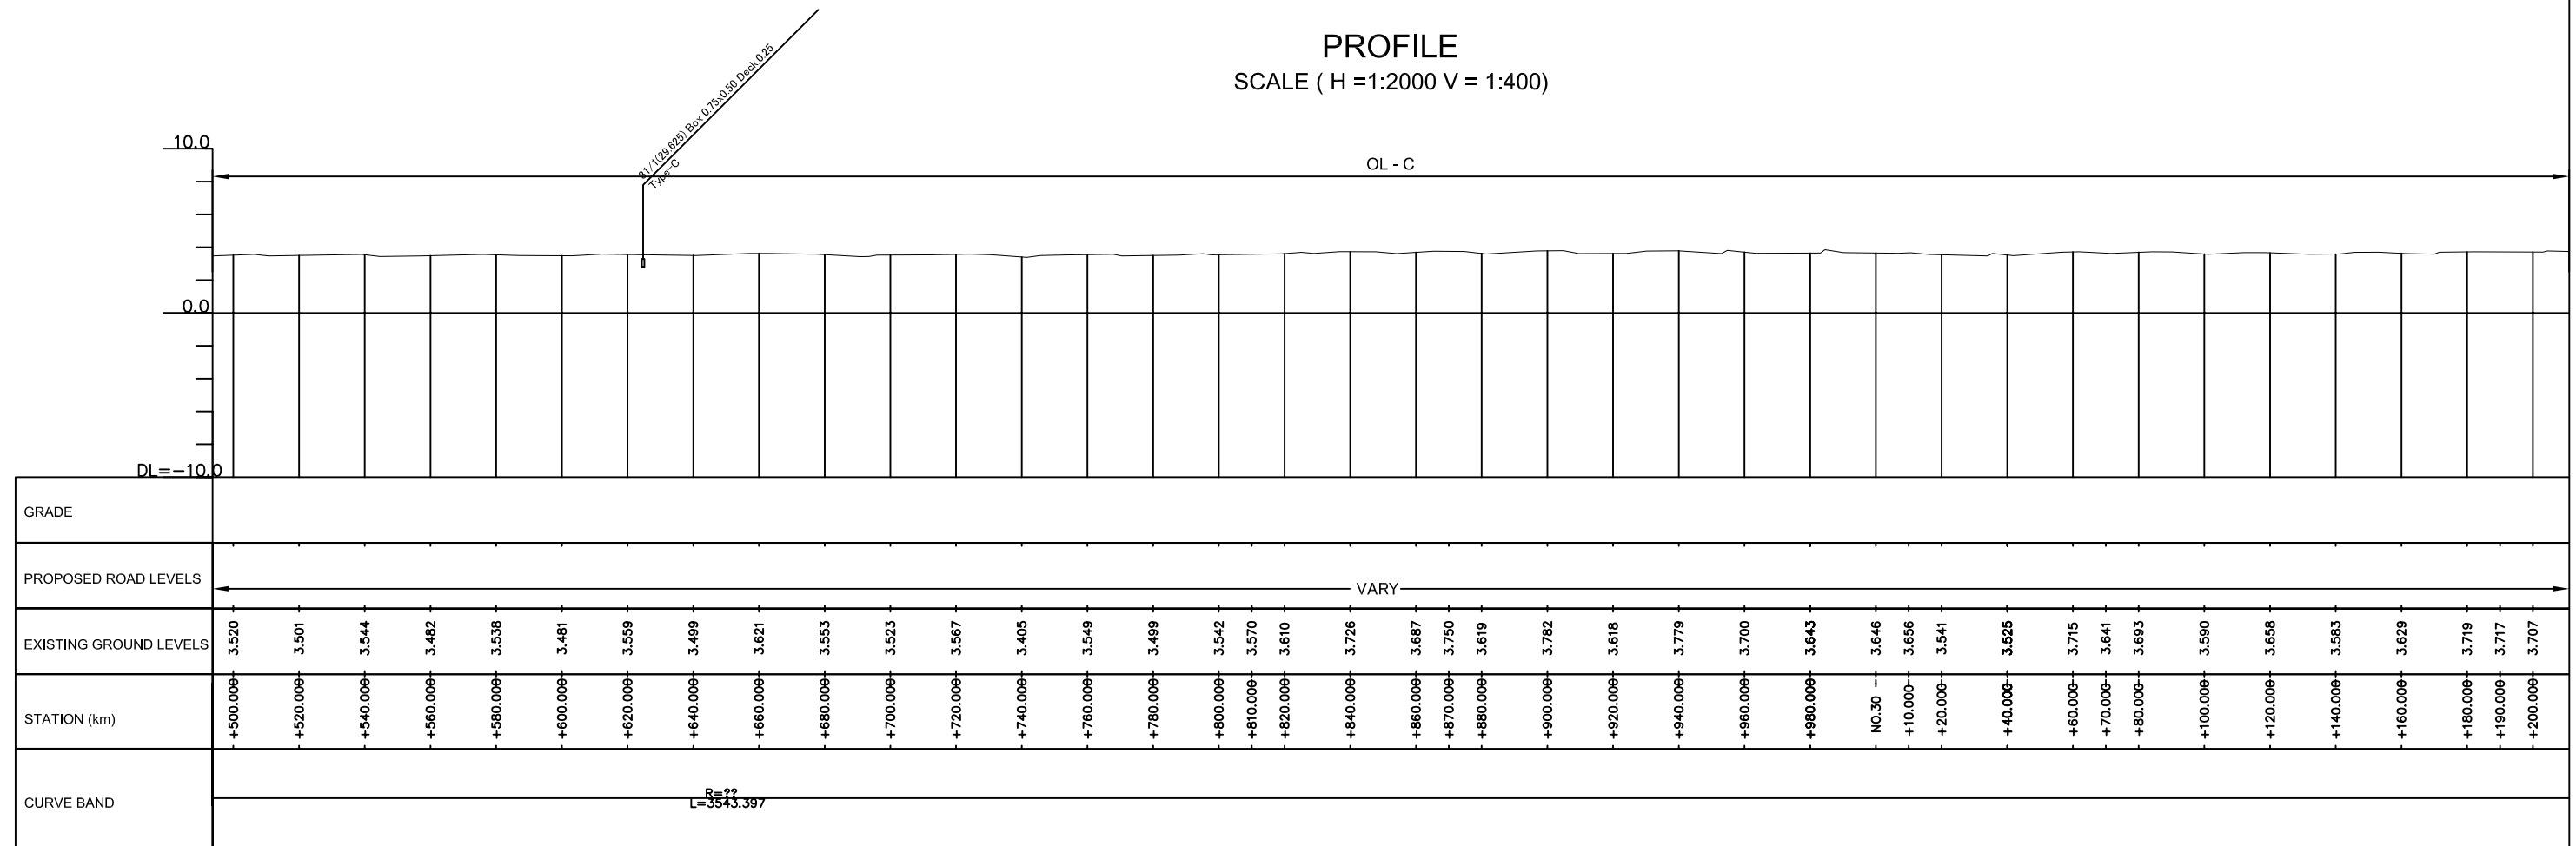 PROFILE
SCALE ( H =1:2000 V = 1:400)
21/1(29.625) Box 0.75x0.50 Deck.0.25
Type-C
10.0
OL - C
0.0
DL=-10.0
GRADE
PROPOSED ROAD LEVELS
VARY
EXISTING GROUND LEVELS 3.520 3.501 3.544 3.482 3.538 3.481 3.559 3.499 3.621 3.553 3.523 3.567 3.405 3.549 3.499 3.542 3.570 3.610 3.726 3.687 3.750 3.619 3.782 3.618 3.779 3.700 3.643 3.646 3.656 3.541 3.525 3.715 3.641 3.693 3.590 3.658 3.583 3.629 3.719 3.717 3.707
STATION (km) +500.000 +520.000 +540.000 +560.000 +580.000 +600.000 +620.000 +640.000 +660.000 +680.000 +700.000 +720.000 +740.000 +760.000 +780.000 +800.000 +810.000 +820.000 +840.000 +860.000 +870.000 +880.000 +900.000 +920.000 +940.000 +960.000 +980.000 NO.30 +10.000 +20.000 +40.000 +60.000 +70.000 +80.000 +100.000 +120.000 +140.000 +160.000 +180.000 +190.000 +200.000
CURVE BAND
R=??
L=3543.397